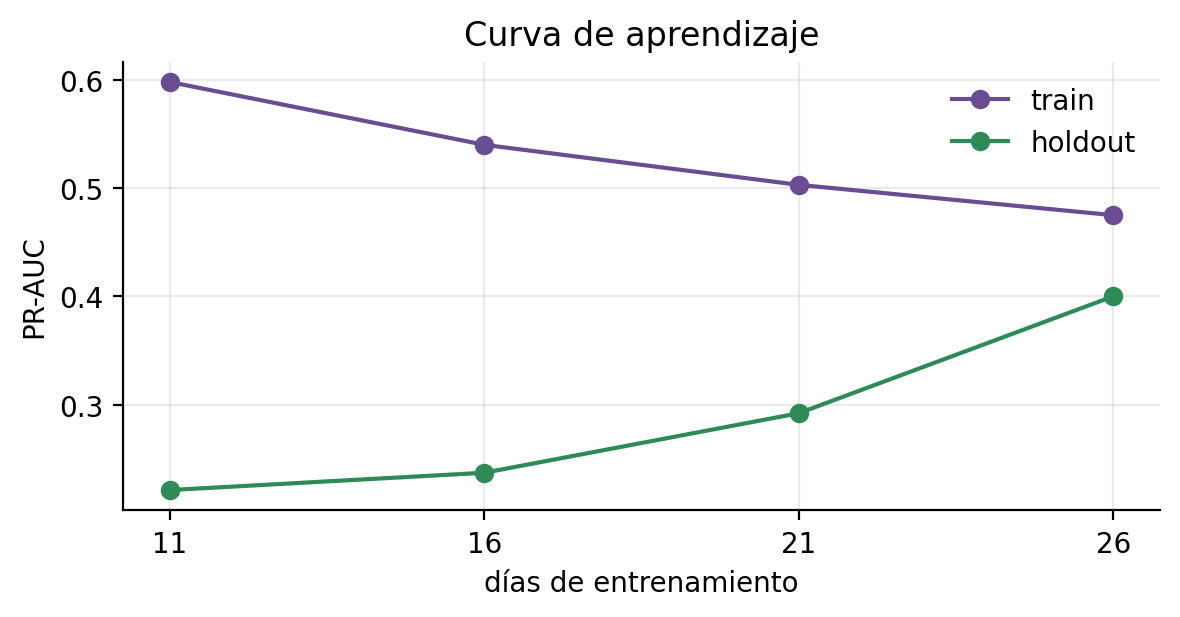 Curva de aprendizaje
train
holdout
PR-AUC
0.6
0.5
0.4
0.3
11
16
21
26
días de entrenamiento